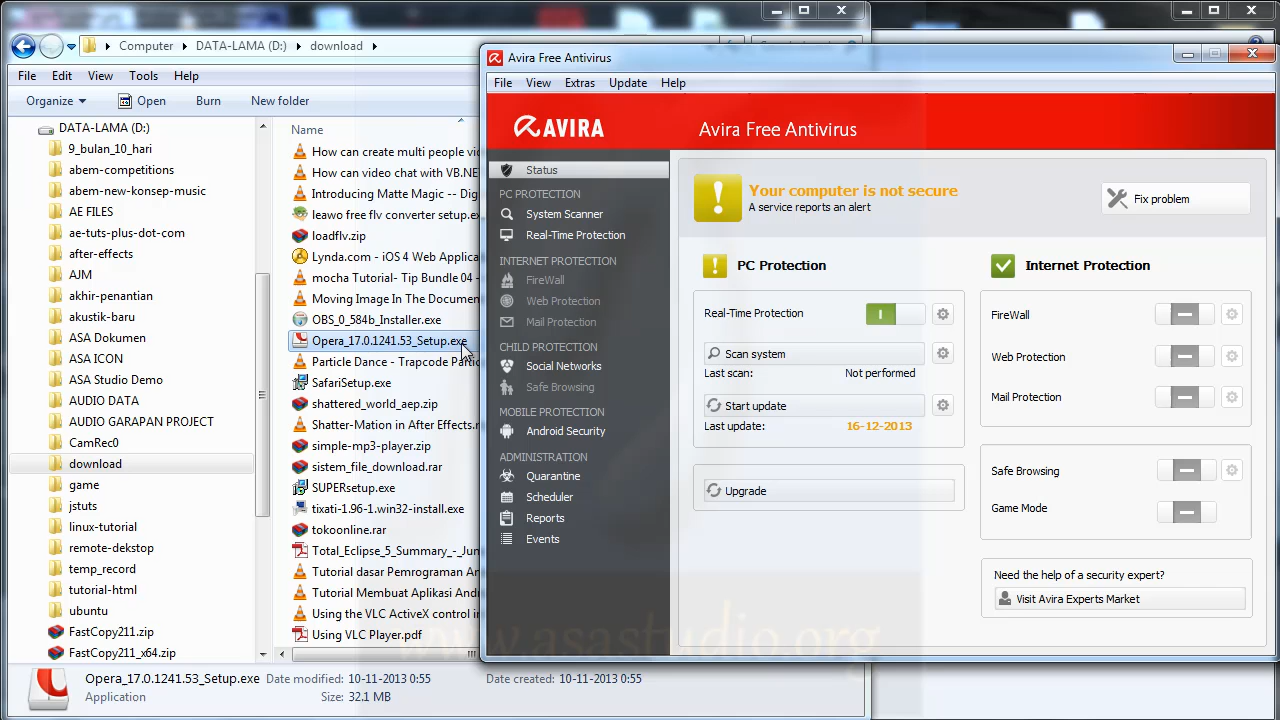 Computer ▸ DATA-LAMA (D:) ▸ download ▸
File Edit View Tools Help
Organize Open Burn New folder
DATA-LAMA (D:)
9_bulan_10_hari
abem-competitions
abem-new-konsep-music
AE FILES
ae-tuts-plus-dot-com
after-effects
AJM
akhir-penantian
akustik-baru
ASA Dokumen
ASA ICON
ASA Studio Demo
AUDIO DATA
AUDIO GARAPAN PROJECT
CamRec0
download
game
jstuts
linux-tutorial
remote-dekstop
temp_record
tutorial-html
ubuntu
FastCopy211.zip
FastCopy211_x64.zip
Name
How can create multi people vi
How can video chat with VB.NE
Introducing Matte Magic -- Dig
leawo free flv converter setup.ex
loadflv.zip
Lynda.com - iOS 4 Web Applica
mocha Tutorial- Tip Bundle 04 -
Moving Image In The Documen
OBS_0_584b_Installer.exe
Opera_17.0.1241.53_Setup.exe
Particle Dance - Trapcode Partic
SafariSetup.exe
shattered_world_aep.zip
Shatter-Mation in After Effects.
simple-mp3-player.zip
sistem_file_download.rar
SUPERsetup.exe
tixati-1.96-1.win32-install.exe
tokoonline.rar
Total_Eclipse_5_Summary_-_Jun
Tutorial dasar Pemrograman An
Tutorial Membuat Aplikasi And
Using the VLC ActiveX control i
Using VLC Player.pdf
Opera_17.0.1241.53_Setup.exe Date modified: 10-11-2013 0:55 Date created: 10-11-2013 0:55
Application Size: 32.1 MB
Avira Free Antivirus
File View Extras Update Help
AVIRA Avira Free Antivirus
Status
PC PROTECTION
System Scanner
Real-Time Protection
INTERNET PROTECTION
FireWall
Web Protection
Mail Protection
CHILD PROTECTION
Social Networks
Safe Browsing
MOBILE PROTECTION
Android Security
ADMINISTRATION
Quarantine
Scheduler
Reports
Events
Your computer is not secure
A service reports an alert
Fix problem
PC Protection
Real-Time Protection
Scan system
Last scan: Not performed
Start update
Last update: 16-12-2013
Upgrade
Internet Protection
FireWall
Web Protection
Mail Protection
Safe Browsing
Game Mode
Need the help of a security expert?
Visit Avira Experts Market
www.asastudio.org